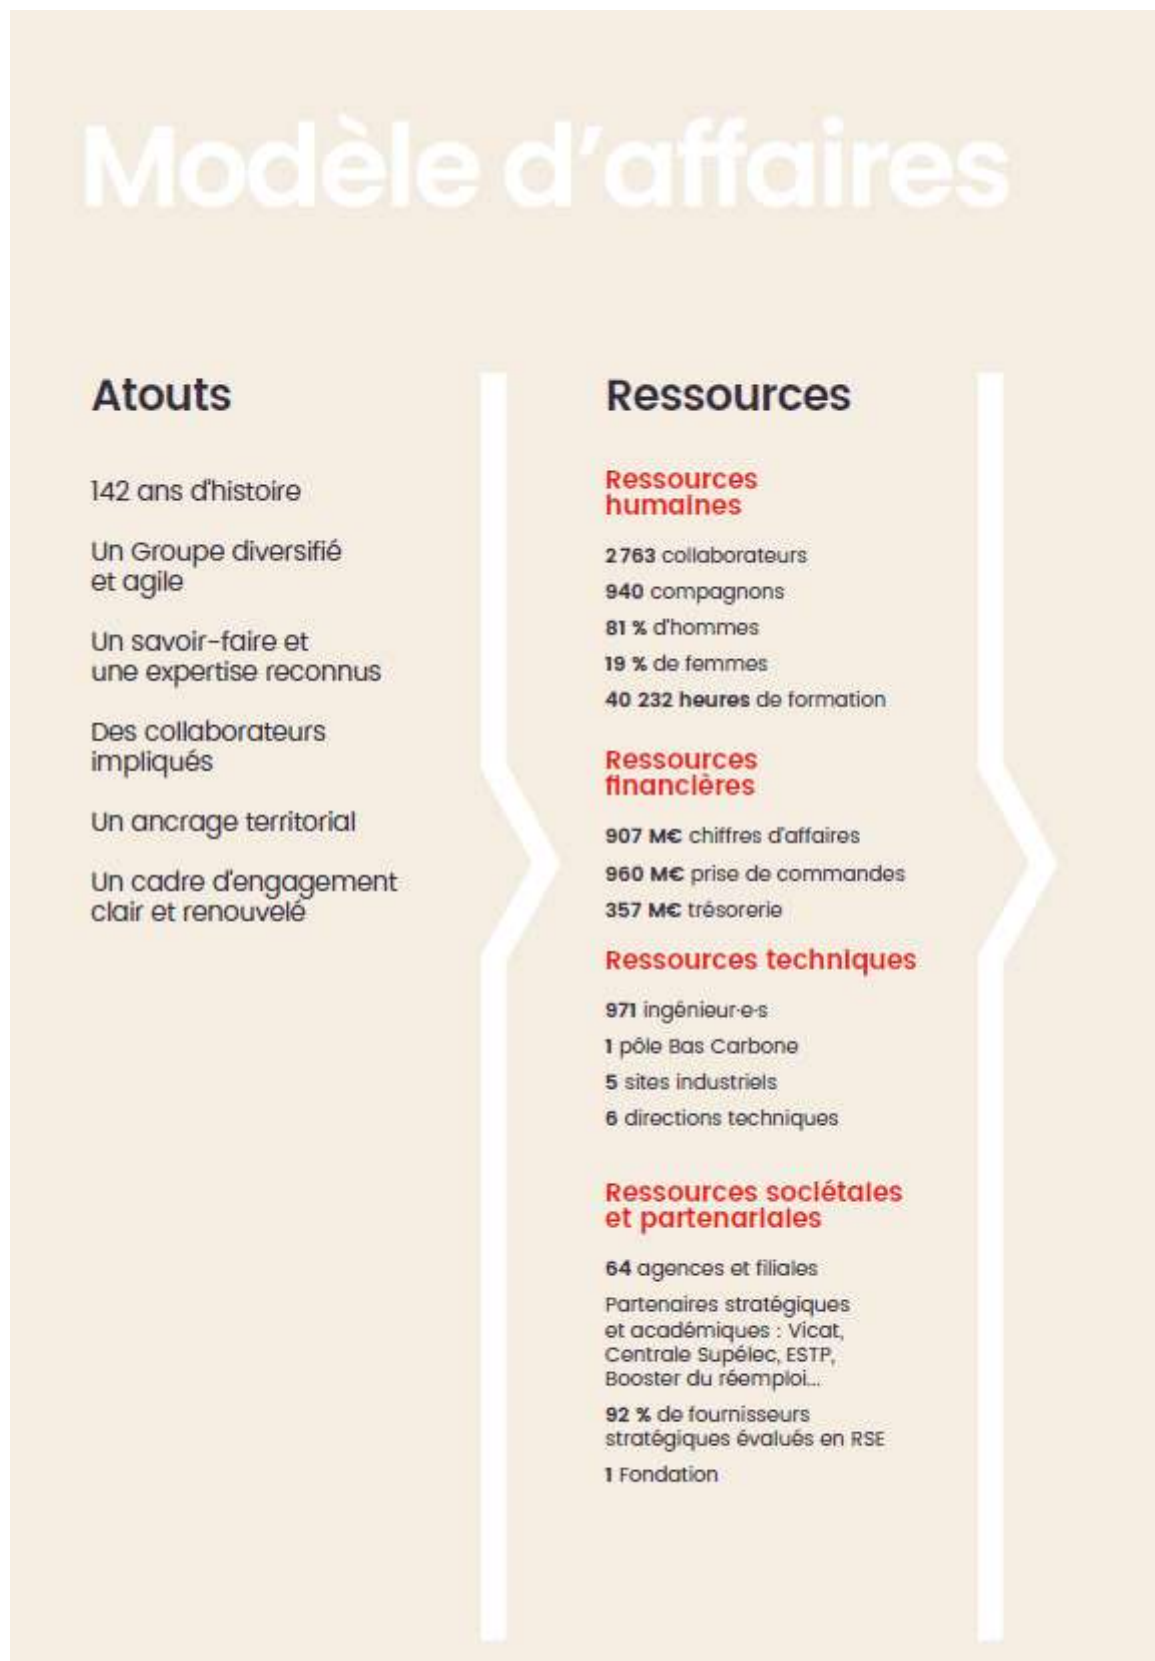 Modèle d'affaires
Atouts
142 ans d'histoire
Un Groupe diversifié
et agile
Un savoir-faire et
une expertise reconnus
Des collaborateurs
impliqués
Un ancrage territorial
Un cadre d'engagement
clair et renouvelé
Ressources
Ressources
humaines
2 763 collaborateurs
940 compagnons
81 % d'hommes
19 % de femmes
40 232 heures de formation
Ressources
financières
907 M€ chiffres d'affaires
960 M€ prise de commandes
357 M€ trésorerie
Ressources techniques
971 ingénieur·e·s
1 pôle Bas Carbone
5 sites industriels
6 directions techniques
Ressources sociétales
et partenariales
64 agences et filiales
Partenaires stratégiques
et académiques : Vicat,
Centrale Supélec, ESTP,
Booster du réemploi...
92 % de fournisseurs
stratégiques évalués en RSE
1 Fondation